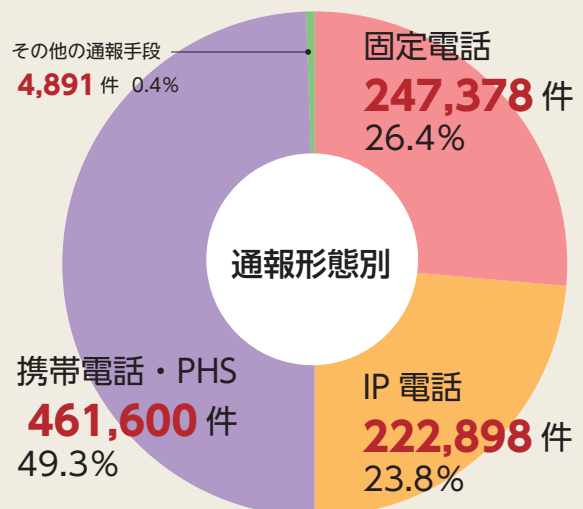 その他の通報手段
4,891 件 0.4%
固定電話
247,378 件
26.4%
通報形態別
携帯電話・PHS
461,600 件
49.3%
IP 電話
222,898 件
23.8%